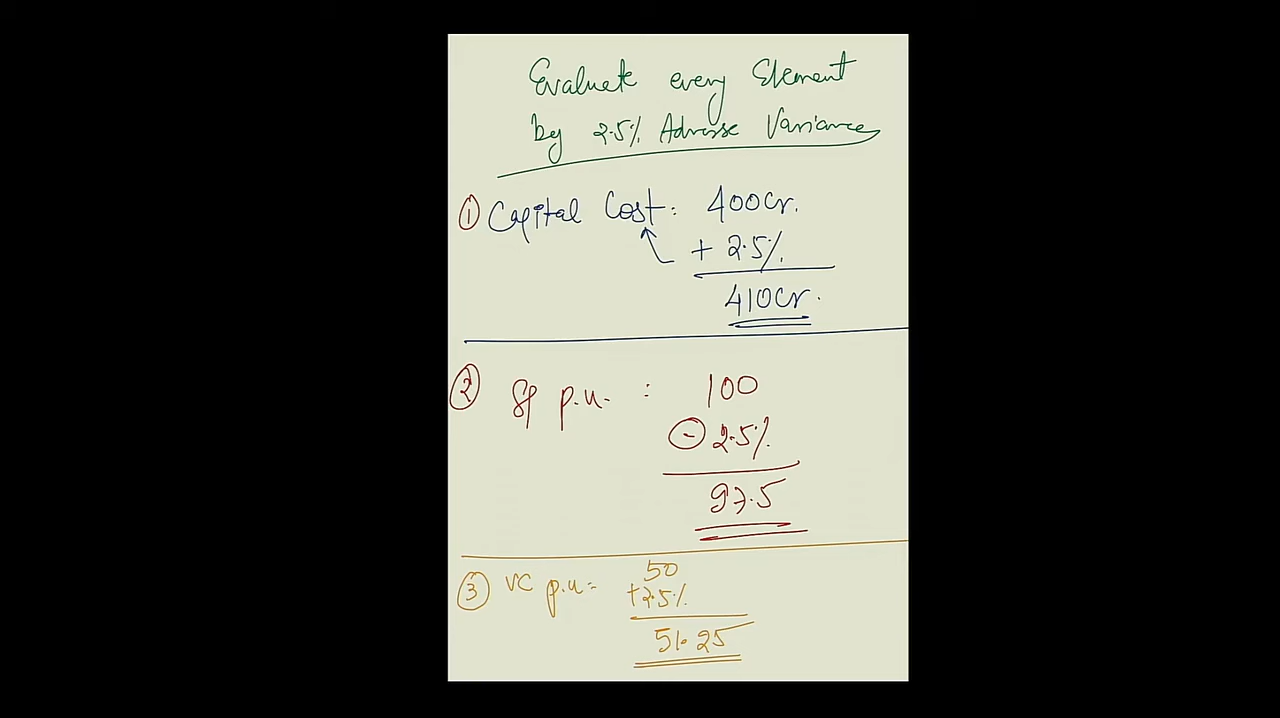 Evaluate every Element
by 2.5% Adverse Variance
① Capital Cost: 400Cr.
+ 2.5%
410Cr.
② Sp p.u. : 100
⊖ 2.5%
97.5
③ VC p.u= 50
+2.5%
51.25